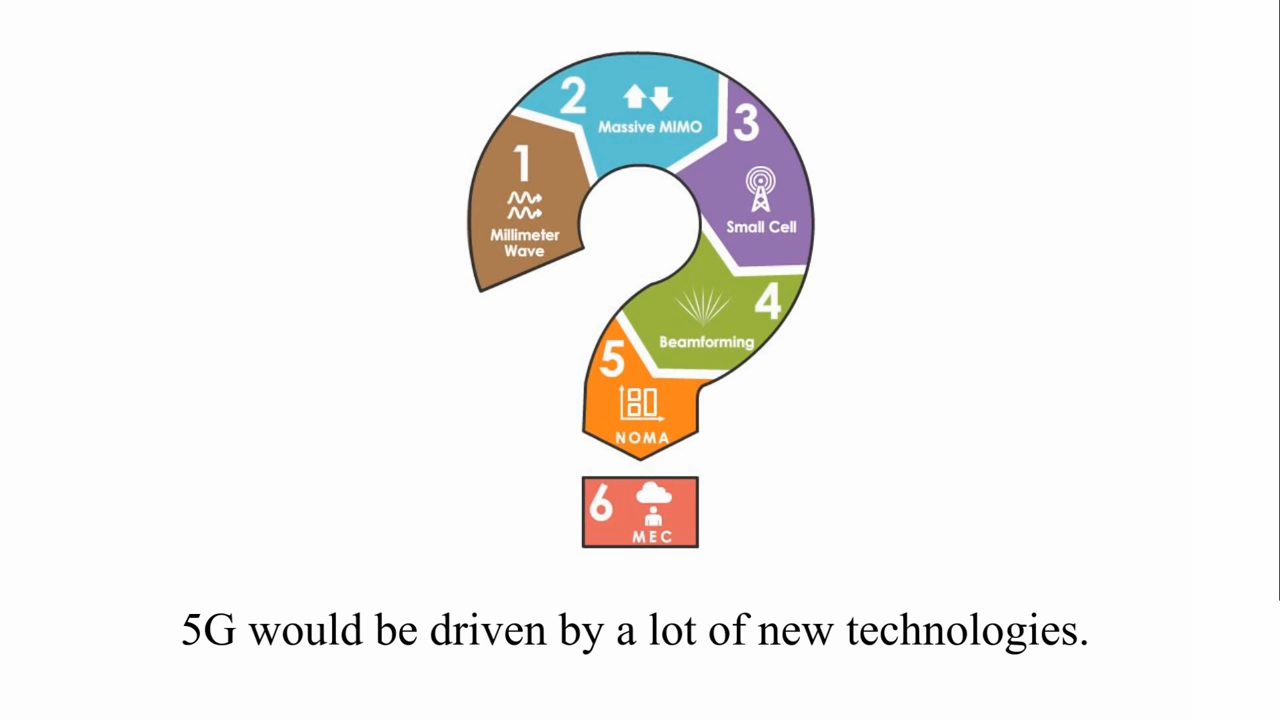 1
Millimeter
Wave
2
Massive MIMO
3
Small Cell
4
Beamforming
5
NOMA
6
MEC
5G would be driven by a lot of new technologies.